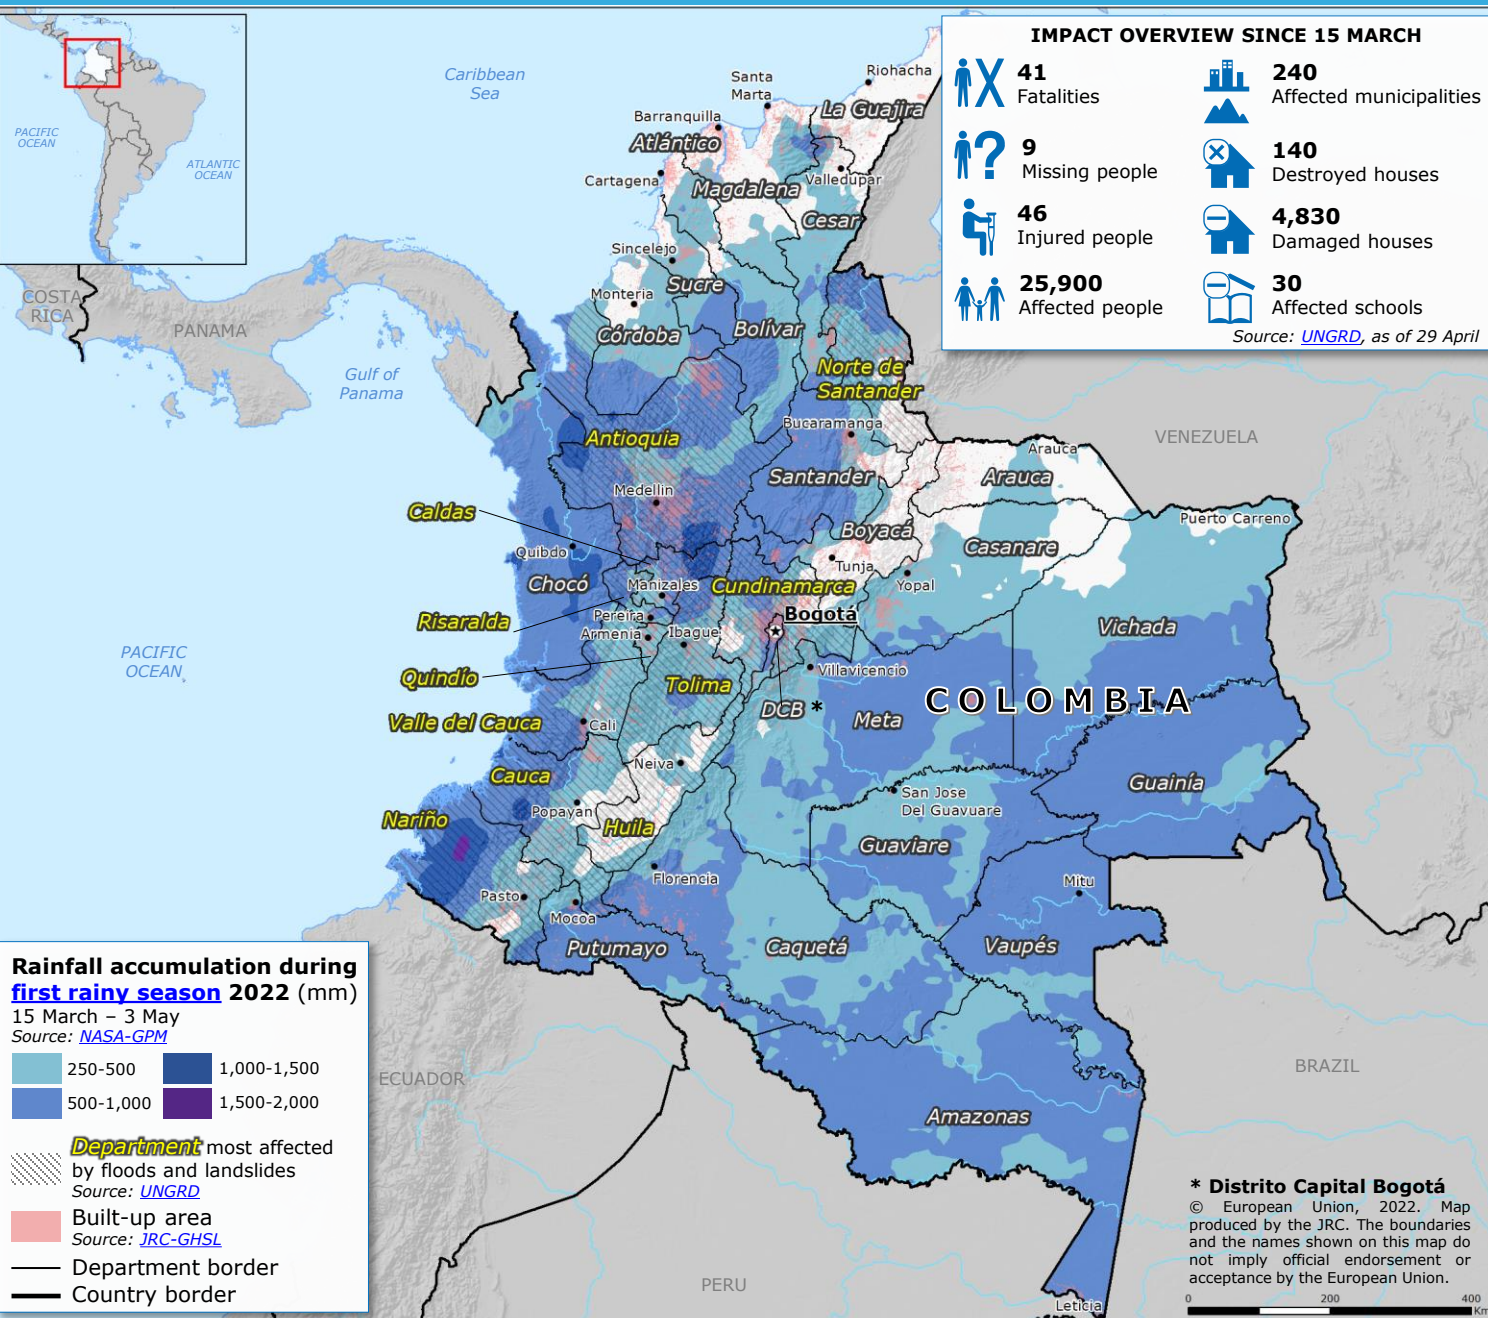 PACIFIC
OCEAN
ATLANTIC
OCEAN
IMPACT OVERVIEW SINCE 15 MARCH
41
Fatalities
240
Affected municipalities
9
Missing people
140
Destroyed houses
46
Injured people
4,830
Damaged houses
25,900
Affected people
30
Affected schools
Source: UNGRD, as of 29 April
Caribbean
Sea
Riohacha
Santa
Marta
La Guajira
Barranquilla
Atlántico
Cartagena
Magdalena
Valledupar
Cesar
Sincelejo
Sucre
Monteria
Córdoba
Bolívar
COSTA
RICA
PANAMA
Gulf of
Panama
Norte de
Santander
Bucaramanga
Antioquia
VENEZUELA
Arauca
Arauca
Santander
Medellin
Caldas
Puerto Carreno
Boyacá
Casanare
Quibdo
Tunja
Yopal
Chocó
Manizales
Cundinamarca
Risaralda
Pereira
Bogotá
Armenia
Ibague
Vichada
PACIFIC
OCEAN
Quindío
Villavicencio
Tolima
COLOMBIA
DCB *
Meta
Valle del Cauca
Cali
Neiva
Cauca
Guainía
San Jose
Del Guavuare
Popayan
Nariño
Huila
Guaviare
Florencia
Mitu
Pasto
Mocoa
Putumayo
Caquetá
Vaupés
ECUADOR
BRAZIL
Amazonas
PERU
Leticia
Rainfall accumulation during
first rainy season 2022 (mm)
15 March – 3 May
Source: NASA-GPM
250-500
1,000-1,500
500-1,000
1,500-2,000
Department most affected
by floods and landslides
Source: UNGRD
Built-up area
Source: JRC-GHSL
Department border
Country border
* Distrito Capital Bogotá
© European Union, 2022. Map
produced by the JRC. The boundaries
and the names shown on this map do
not imply official endorsement or
acceptance by the European Union.
0 200 400
Km